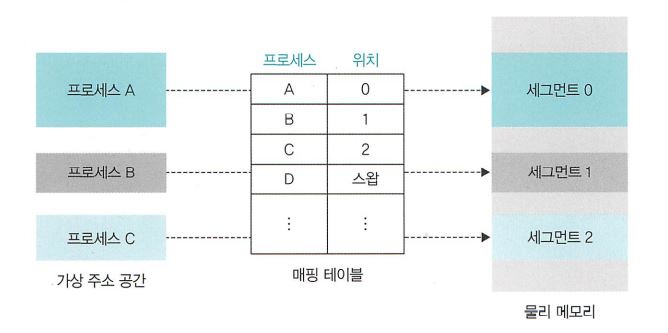 프로세스 위치
프로세스 A
A 0
세그먼트 0
B 1
C 2
프로세스 B
D 스왑
세그먼트 1
⋮ ⋮
프로세스 C
세그먼트 2
가상 주소 공간
매핑 테이블
물리 메모리